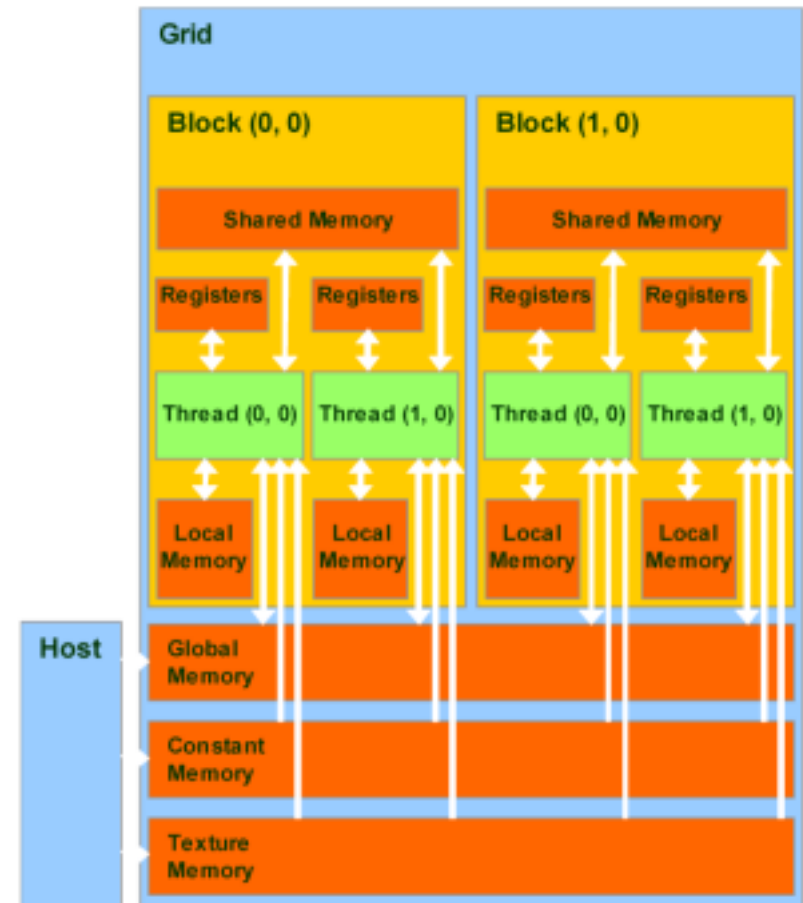 Grid
Block (0, 0)
Block (1, 0)
Shared Memory
Shared Memory
Registers
Registers
Registers
Registers
Thread (0, 0)
Thread (1, 0)
Thread (0, 0)
Thread (1, 0)
Local
Memory
Local
Memory
Local
Memory
Local
Memory
Host
Global
Memory
Constant
Memory
Texture
Memory